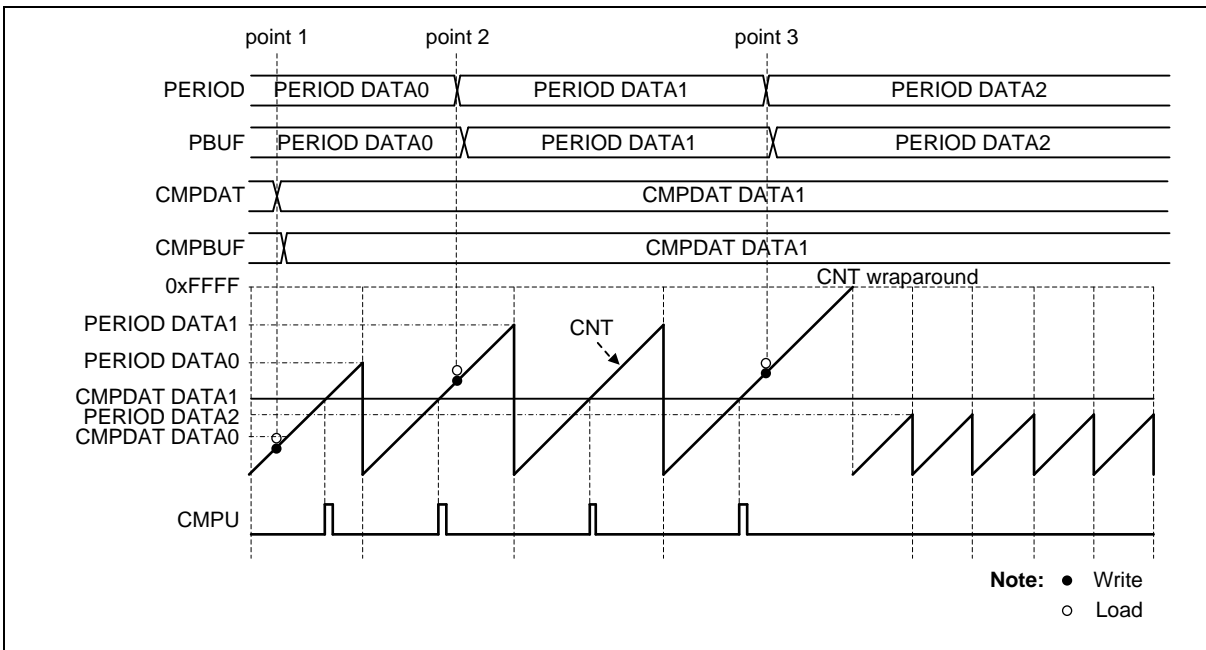 point 1 point 2 point 3
PERIOD PERIOD DATA0 PERIOD DATA1 PERIOD DATA2
PBUF PERIOD DATA0 PERIOD DATA1 PERIOD DATA2
CMPDAT CMPDAT DATA1
CMPBUF CMPDAT DATA1
0xFFFF CNT wraparound
PERIOD DATA1 CNT
PERIOD DATA0
CMPDAT DATA1
PERIOD DATA2
CMPDAT DATA0
CMPU
Note: ● Write
○ Load